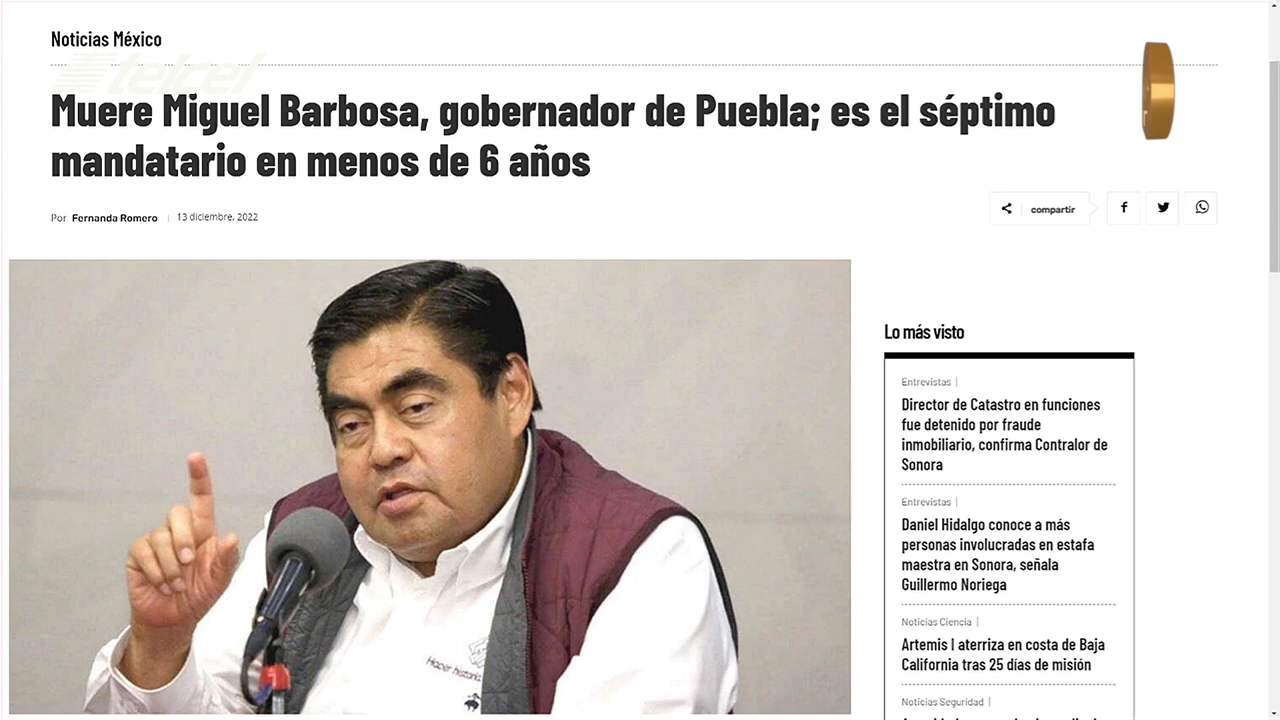 Noticias México
telcel
Muere Miguel Barbosa, gobernador de Puebla; es el séptimo
mandatario en menos de 6 años
Por Fernanda Romero | 13 diciembre, 2022
compartir
Hacer historia
Lo más visto
Entrevistas |
Director de Catastro en funciones
fue detenido por fraude
inmobiliario, confirma Contralor de
Sonora
Entrevistas |
Daniel Hidalgo conoce a más
personas involucradas en estafa
maestra en Sonora, señala
Guillermo Noriega
Noticias Ciencia |
Artemis I aterriza en costa de Baja
California tras 25 días de misión
Noticias Seguridad |